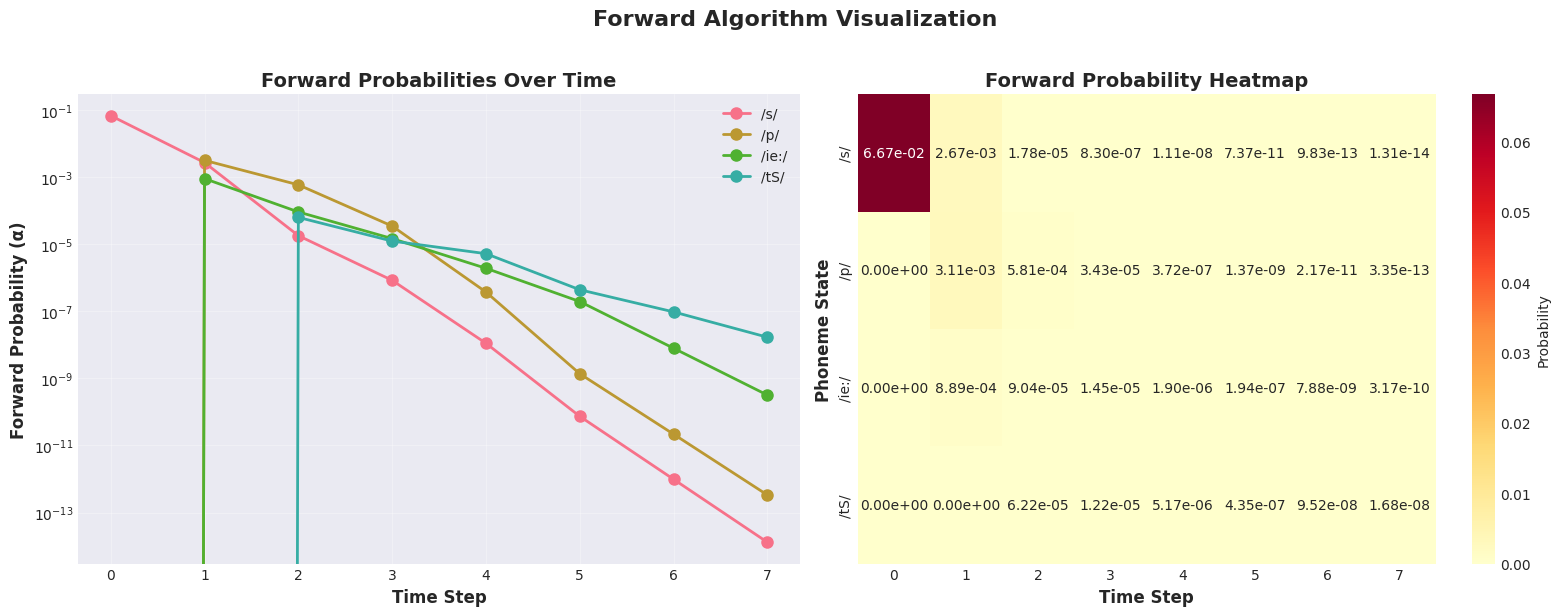 Forward Algorithm Visualization
Forward Probabilities Over Time
Forward Probability (α)
10⁻¹
10⁻³
10⁻⁵
10⁻⁷
10⁻⁹
10⁻¹¹
10⁻¹³
/s/
/p/
/ie:/
/tS/
0 1 2 3 4 5 6 7
Time Step
Forward Probability Heatmap
Phoneme State
/s/ 6.67e-02 2.67e-03 1.78e-05 8.30e-07 1.11e-08 7.37e-11 9.83e-13 1.31e-14
/p/ 0.00e+00 3.11e-03 5.81e-04 3.43e-05 3.72e-07 1.37e-09 2.17e-11 3.35e-13
/ie:/ 0.00e+00 8.89e-04 9.04e-05 1.45e-05 1.90e-06 1.94e-07 7.88e-09 3.17e-10
/tS/ 0.00e+00 0.00e+00 6.22e-05 1.22e-05 5.17e-06 4.35e-07 9.52e-08 1.68e-08
0 1 2 3 4 5 6 7
Time Step
0.06
0.05
0.04
0.03
0.02
0.01
0.00
Probability